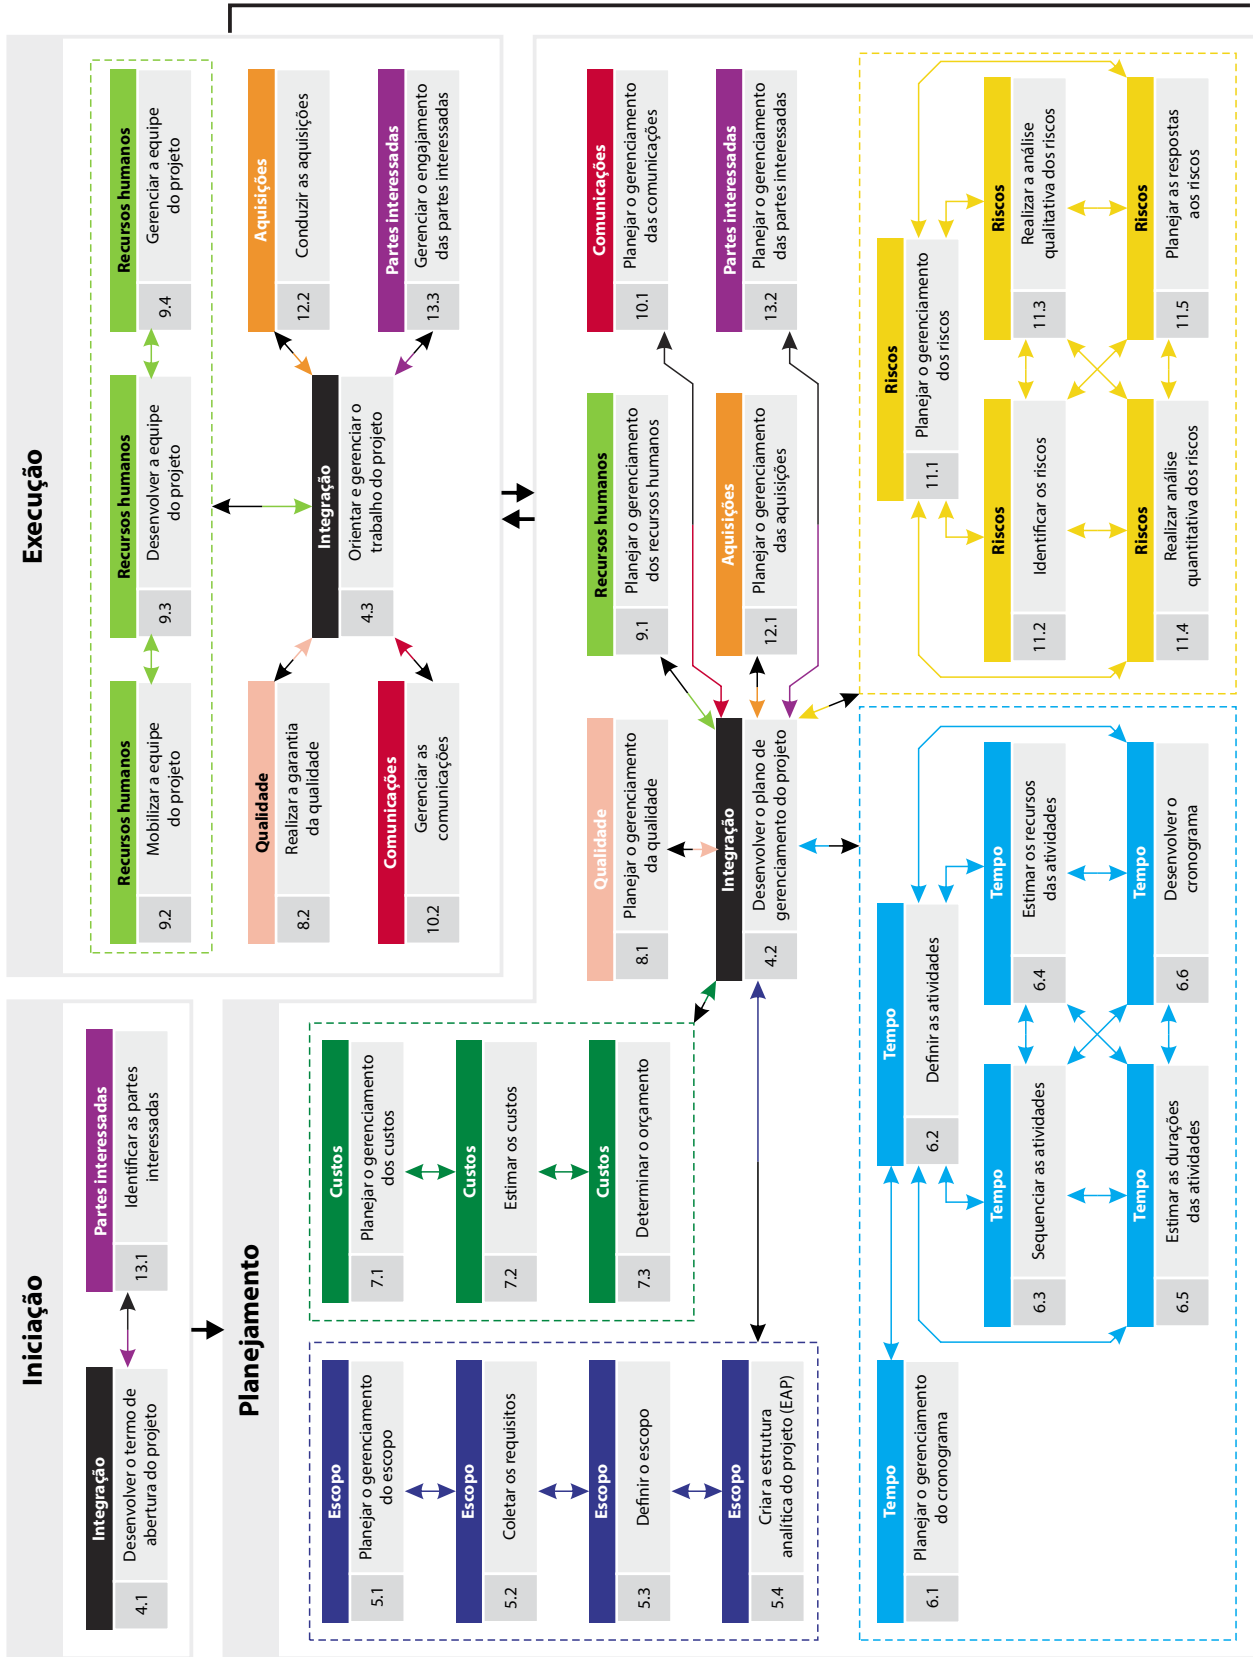 Iniciação
Integração
4.1
Desenvolver o termo de
abertura do projeto
Partes interessadas
13.1
Identificar as partes
interessadas
Execução
Recursos humanos
9.2
Mobilizar a equipe
do projeto
Recursos humanos
9.3
Desenvolver a equipe
do projeto
Recursos humanos
9.4
Gerenciar a equipe
do projeto
Qualidade
8.2
Realizar a garantia
da qualidade
Aquisições
12.2
Conduzir as aquisições
Integração
4.3
Orientar e gerenciar o
trabalho do projeto
Comunicações
10.2
Gerenciar as
comunicações
Partes interessadas
13.3
Gerenciar o engajamento
das partes interessadas
Planejamento
Escopo
5.1
Planejar o gerenciamento
do escopo
Escopo
5.2
Coletar os requisitos
Escopo
5.3
Definir o escopo
Escopo
5.4
Criar a estrutura
analítica do projeto (EAP)
Custos
7.1
Planejar o gerenciamento
dos custos
Custos
7.2
Estimar os custos
Custos
7.3
Determinar o orçamento
Qualidade
8.1
Planejar o gerenciamento
da qualidade
Recursos humanos
9.1
Planejar o gerenciamento
dos recursos humanos
Comunicações
10.1
Planejar o gerenciamento
das comunicações
Integração
4.2
Desenvolver o plano de
gerenciamento do projeto
Aquisições
12.1
Planejar o gerenciamento
das aquisições
Partes interessadas
13.2
Planejar o gerenciamento
das partes interessadas
Tempo
6.1
Planejar o gerenciamento
do cronograma
Tempo
6.2
Definir as atividades
Tempo
6.3
Sequenciar as atividades
Tempo
6.4
Estimar os recursos
das atividades
Tempo
6.5
Estimar as durações
das atividades
Tempo
6.6
Desenvolver o
cronograma
Riscos
11.1
Planejar o gerenciamento
dos riscos
Riscos
11.2
Identificar os riscos
Riscos
11.3
Realizar a análise
qualitativa dos riscos
Riscos
11.4
Realizar análise
quantitativa dos riscos
Riscos
11.5
Planejar as respostas
aos riscos